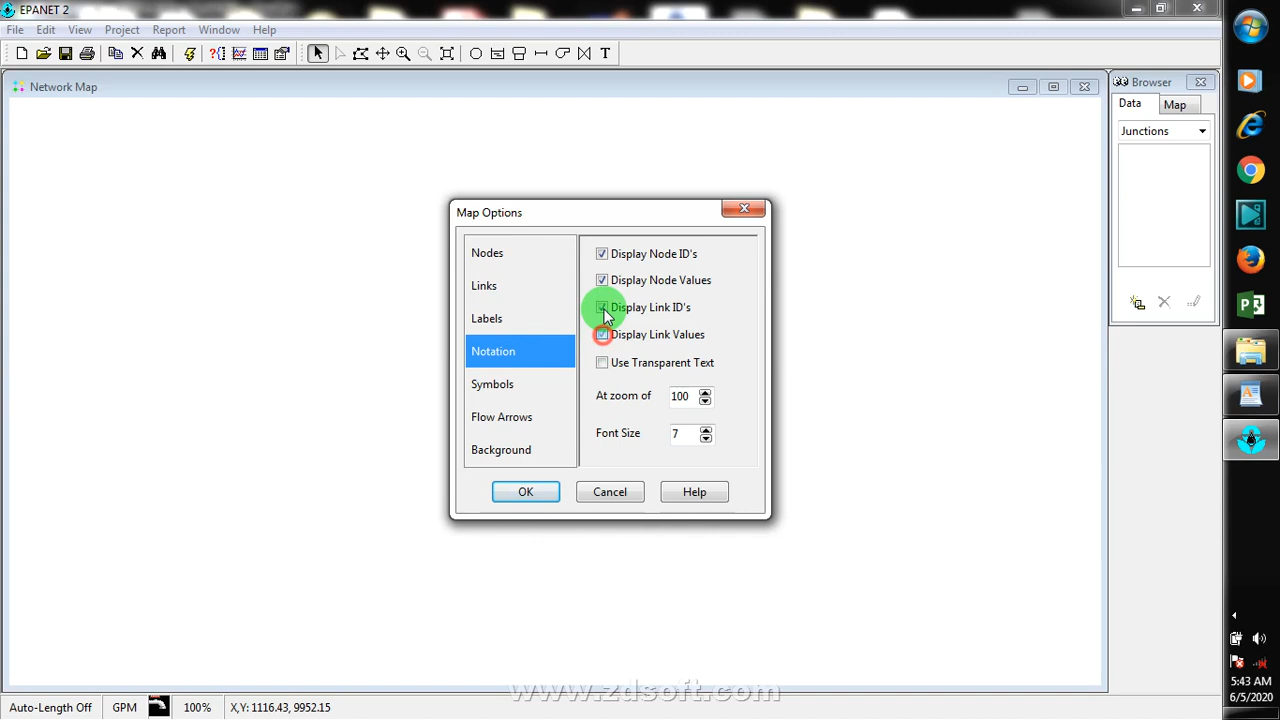 EPANET 2
File Edit View Project Report Window Help
Network Map
Browser
Data Map
Junctions
Map Options
Nodes
Links
Labels
Notation
Symbols
Flow Arrows
Background
Display Node ID's
Display Node Values
Display Link ID's
Display Link Values
Use Transparent Text
At zoom of 100
Font Size 7
OK Cancel Help
www.zdsoft.com
Auto-Length Off GPM 100% X,Y: 1116.43, 9952.15
5:43 AM
6/5/2020